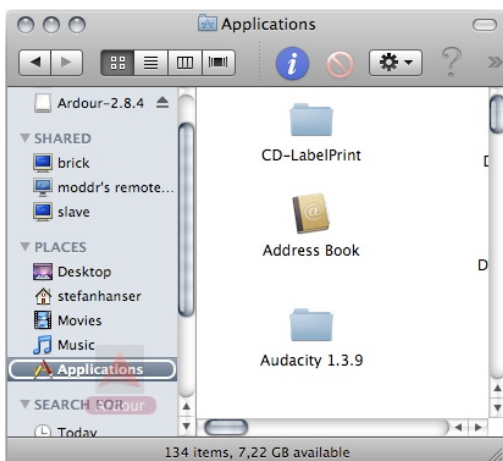 Applications
Ardour-2.8.4
SHARED
brick
moddr's remote...
slave
PLACES
Desktop
stefanhanser
Movies
Music
Applications
SEARCH FOR
Ardour
Today
CD-LabelPrint
Address Book
Audacity 1.3.9
D
D
134 items, 7,22 GB available